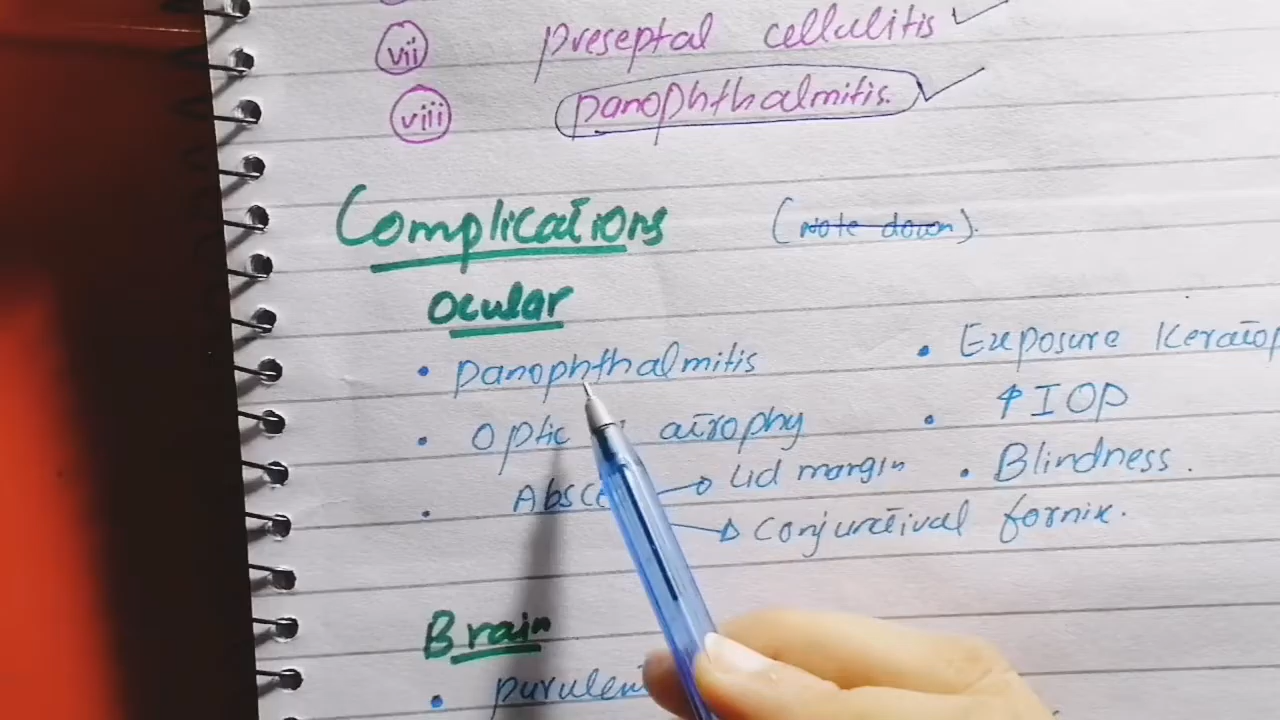 vii preseptal cellulitis
viii panophthalmitis.
Complications (Note down).
Ocular
• panophthalmitis • Exposure
• Optic atrophy • ↑ IOP
• Lid margin • Blindness.
Conjunctival fornix.
Brain
•